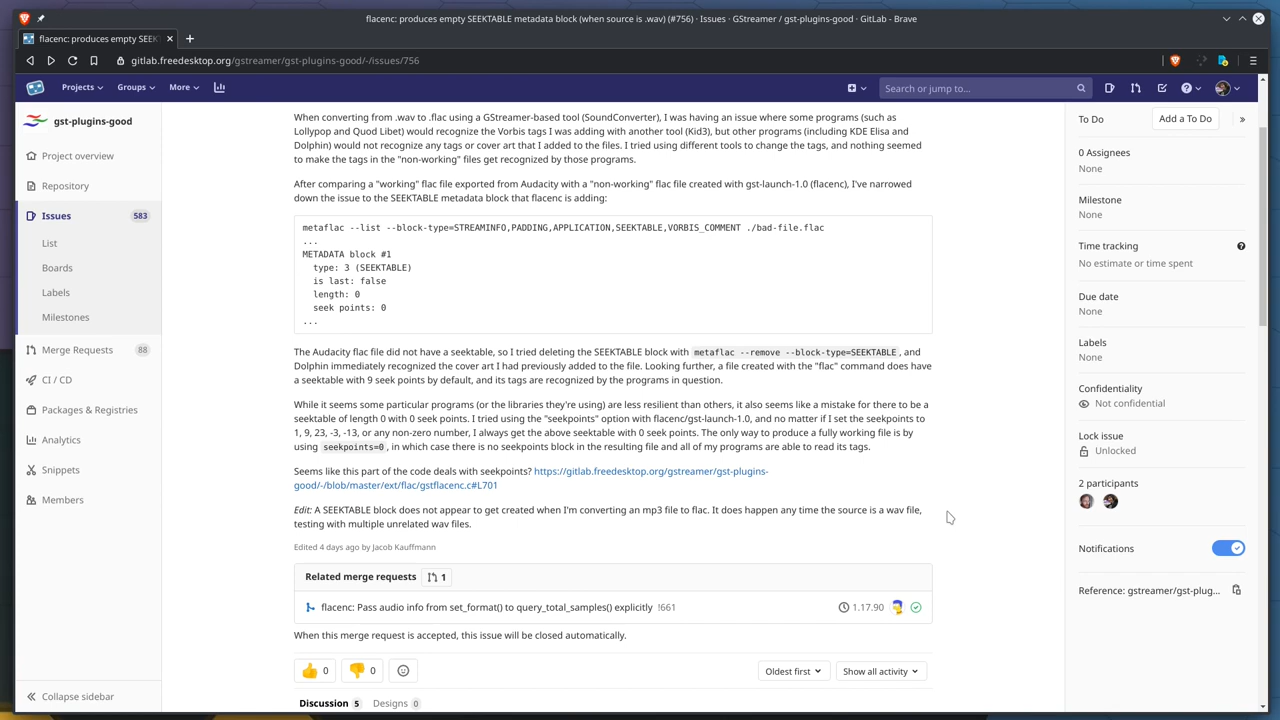 flacenc: produces empty SEEKTABLE metadata block (when source is .wav) (#756) · Issues · GStreamer / gst-plugins-good · GitLab - Brave
flacenc: produces empty SEEKT
gitlab.freedesktop.org/gstreamer/gst-plugins-good/-/issues/756
Projects Groups More Search or jump to...
gst-plugins-good
Project overview
Repository
Issues 583
List
Boards
Labels
Milestones
Merge Requests 88
CI / CD
Packages & Registries
Analytics
Snippets
Members
Collapse sidebar
When converting from .wav to .flac using a GStreamer-based tool (SoundConverter), I was having an issue where some programs (such as
Lollypop and Quod Libet) would recognize the Vorbis tags I was adding with another tool (Kid3), but other programs (including KDE Elisa and
Dolphin) would not recognize any tags or cover art that I added to the files. I tried using different tools to change the tags, and nothing seemed
to make the tags in the "non-working" files get recognized by those programs.
After comparing a "working" flac file exported from Audacity with a "non-working" flac file created with gst-launch-1.0 (flacenc), I've narrowed
down the issue to the SEEKTABLE metadata block that flacenc is adding:
metaflac --list --block-type=STREAMINFO,PADDING,APPLICATION,SEEKTABLE,VORBIS_COMMENT ./bad-file.flac
...
METADATA block #1
type: 3 (SEEKTABLE)
is last: false
length: 0
seek points: 0
...
The Audacity flac file did not have a seektable, so I tried deleting the SEEKTABLE block with metaflac --remove --block-type=SEEKTABLE , and
Dolphin immediately recognized the cover art I had previously added to the file. Looking further, a file created with the "flac" command does have
a seektable with 9 seek points by default, and its tags are recognized by the programs in question.
While it seems some particular programs (or the libraries they're using) are less resilient than others, it also seems like a mistake for there to be a
seektable of length 0 with 0 seek points. I tried using the "seekpoints" option with flacenc/gst-launch-1.0, and no matter if I set the seekpoints to
1, 9, 23, -3, -13, or any non-zero number, I always get the above seektable with 0 seek points. The only way to produce a fully working file is by
using seekpoints=0 , in which case there is no seekpoints block in the resulting file and all of my programs are able to read its tags.
Seems like this part of the code deals with seekpoints? https://gitlab.freedesktop.org/gstreamer/gst-plugins-
good/-/blob/master/ext/flac/gstflacenc.c#L701
Edit: A SEEKTABLE block does not appear to get created when I'm converting an mp3 file to flac. It does happen any time the source is a wav file,
testing with multiple unrelated wav files.
Edited 4 days ago by Jacob Kauffmann
Related merge requests 1
flacenc: Pass audio info from set_format() to query_total_samples() explicitly !661 1.17.90
When this merge request is accepted, this issue will be closed automatically.
0 0
Oldest first Show all activity
Discussion 5 Designs 0
To Do Add a To Do
0 Assignees
None
Milestone
None
Time tracking
No estimate or time spent
Due date
None
Labels
None
Confidentiality
Not confidential
Lock issue
Unlocked
2 participants
Notifications
Reference: gstreamer/gst-plug...